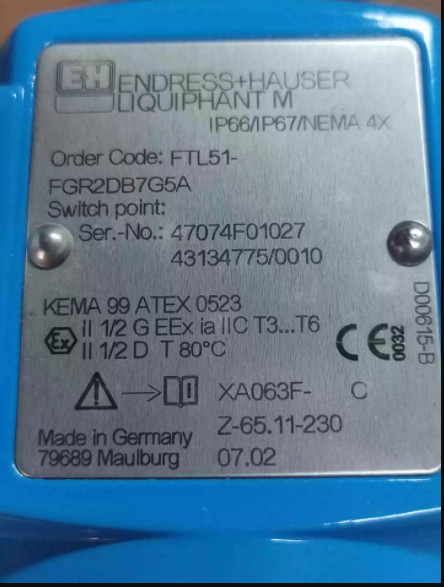 E+H ENDRESS+HAUSER
LIQUIPHANT M
IP66/IP67/NEMA 4X
Order Code: FTL51-
FGR2DB7G5A
Switch point:
Ser.-No.: 47074F01027
43134775/0010
KEMA 99 ATEX 0523
Ex II 1/2 G EEx ia IIC T3...T6
II 1/2 D T 80°C
CE 0032
D00615-B
XA063F- C
Z-65.11-230
Made in Germany
79689 Maulburg 07.02